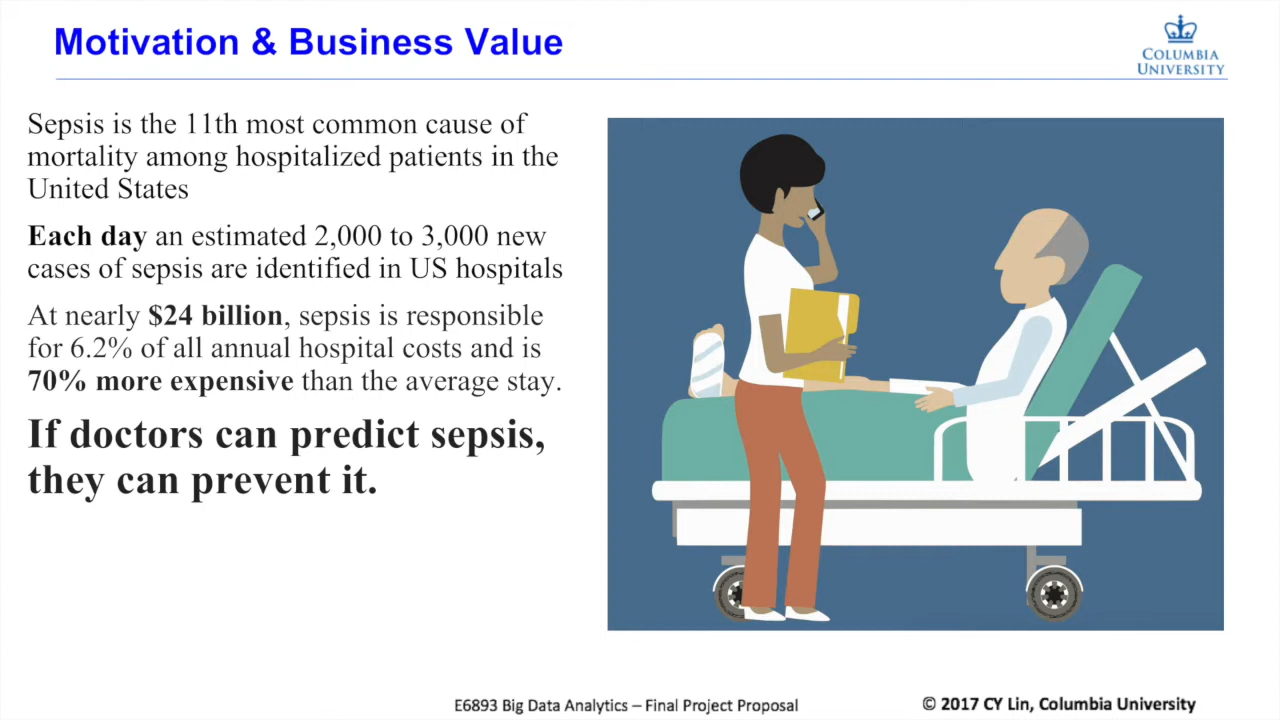 Motivation & Business Value
COLUMBIA
UNIVERSITY
Sepsis is the 11th most common cause of
mortality among hospitalized patients in the
United States
Each day an estimated 2,000 to 3,000 new
cases of sepsis are identified in US hospitals
At nearly $24 billion, sepsis is responsible
for 6.2% of all annual hospital costs and is
70% more expensive than the average stay.
If doctors can predict sepsis,
they can prevent it.
E6893 Big Data Analytics – Final Project Proposal
© 2017 CY Lin, Columbia University